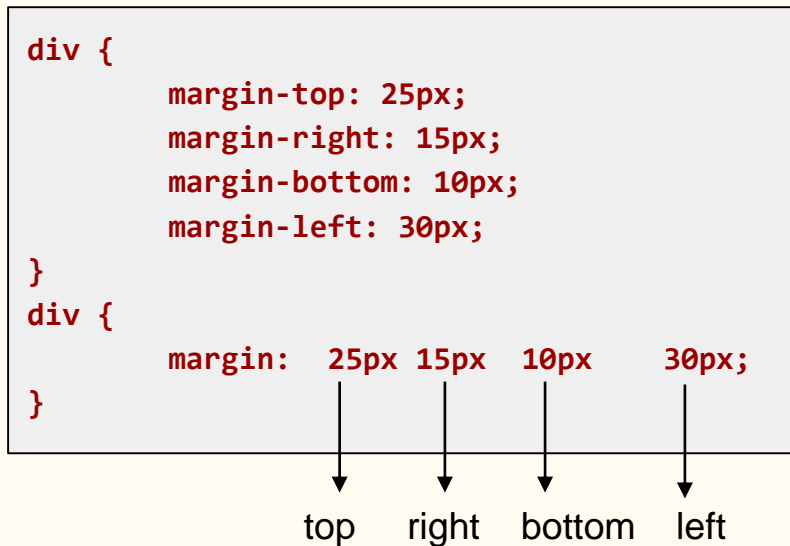 div {
margin-top: 25px;
margin-right: 15px;
margin-bottom: 10px;
margin-left: 30px;
}
div {
margin: 25px 15px 10px 30px;
}
top right bottom left